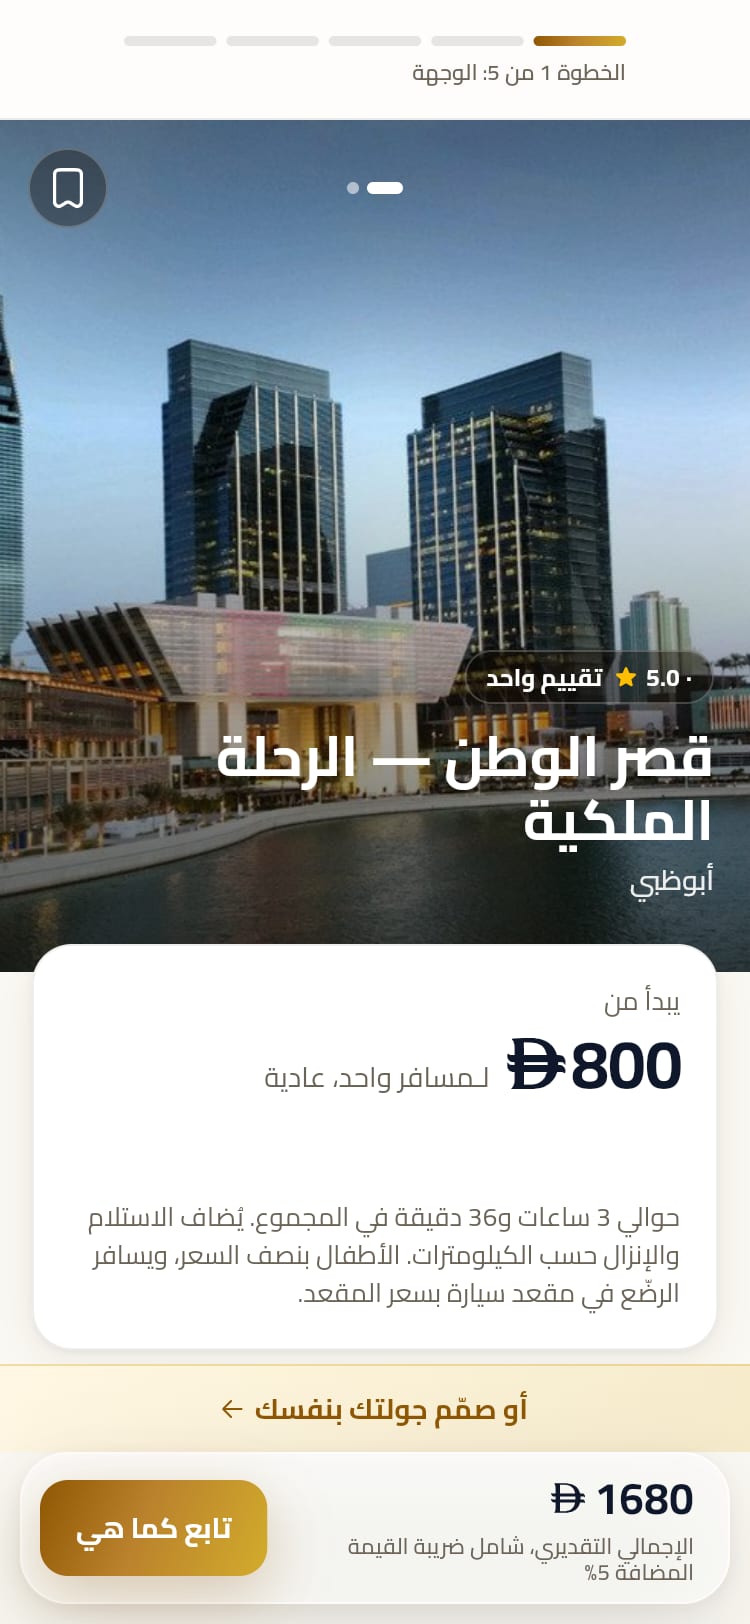 الخطوة 1 من 5: الوجهة
· 5.0 ⭐ تقييم واحد
قصر الوطن — الرحلة
الملكية
أبوظبي
يبدأ من
800 لـمسافر واحد، عادية
حوالي 3 ساعات و36 دقيقة في المجموع. يُضاف الاستلام
والإنزال حسب الكيلومترات. الأطفال بنصف السعر، ويسافر
الرضّع في مقعد سيارة بسعر المقعد.
أو صمّم جولتك بنفسك ←
1680
الإجمالي التقديري، شامل ضريبة القيمة
المضافة 5%
تابع كما هي